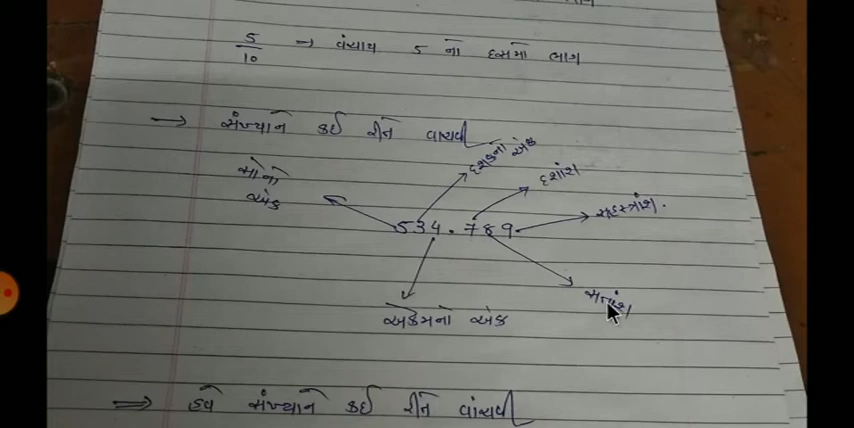 5/10 → વંચાય 5 ના દસમો ભાગ
→ સંખ્યાને કઈ રીતે વાંચવી
દશકનો અંક
સોનો અંક
દશાંશ
સહસ્ત્રાંશ.
534.789
શતાંશ
એકમનો અંક
⇒ હવે સંખ્યાને કઈ રીતે વાંચવી